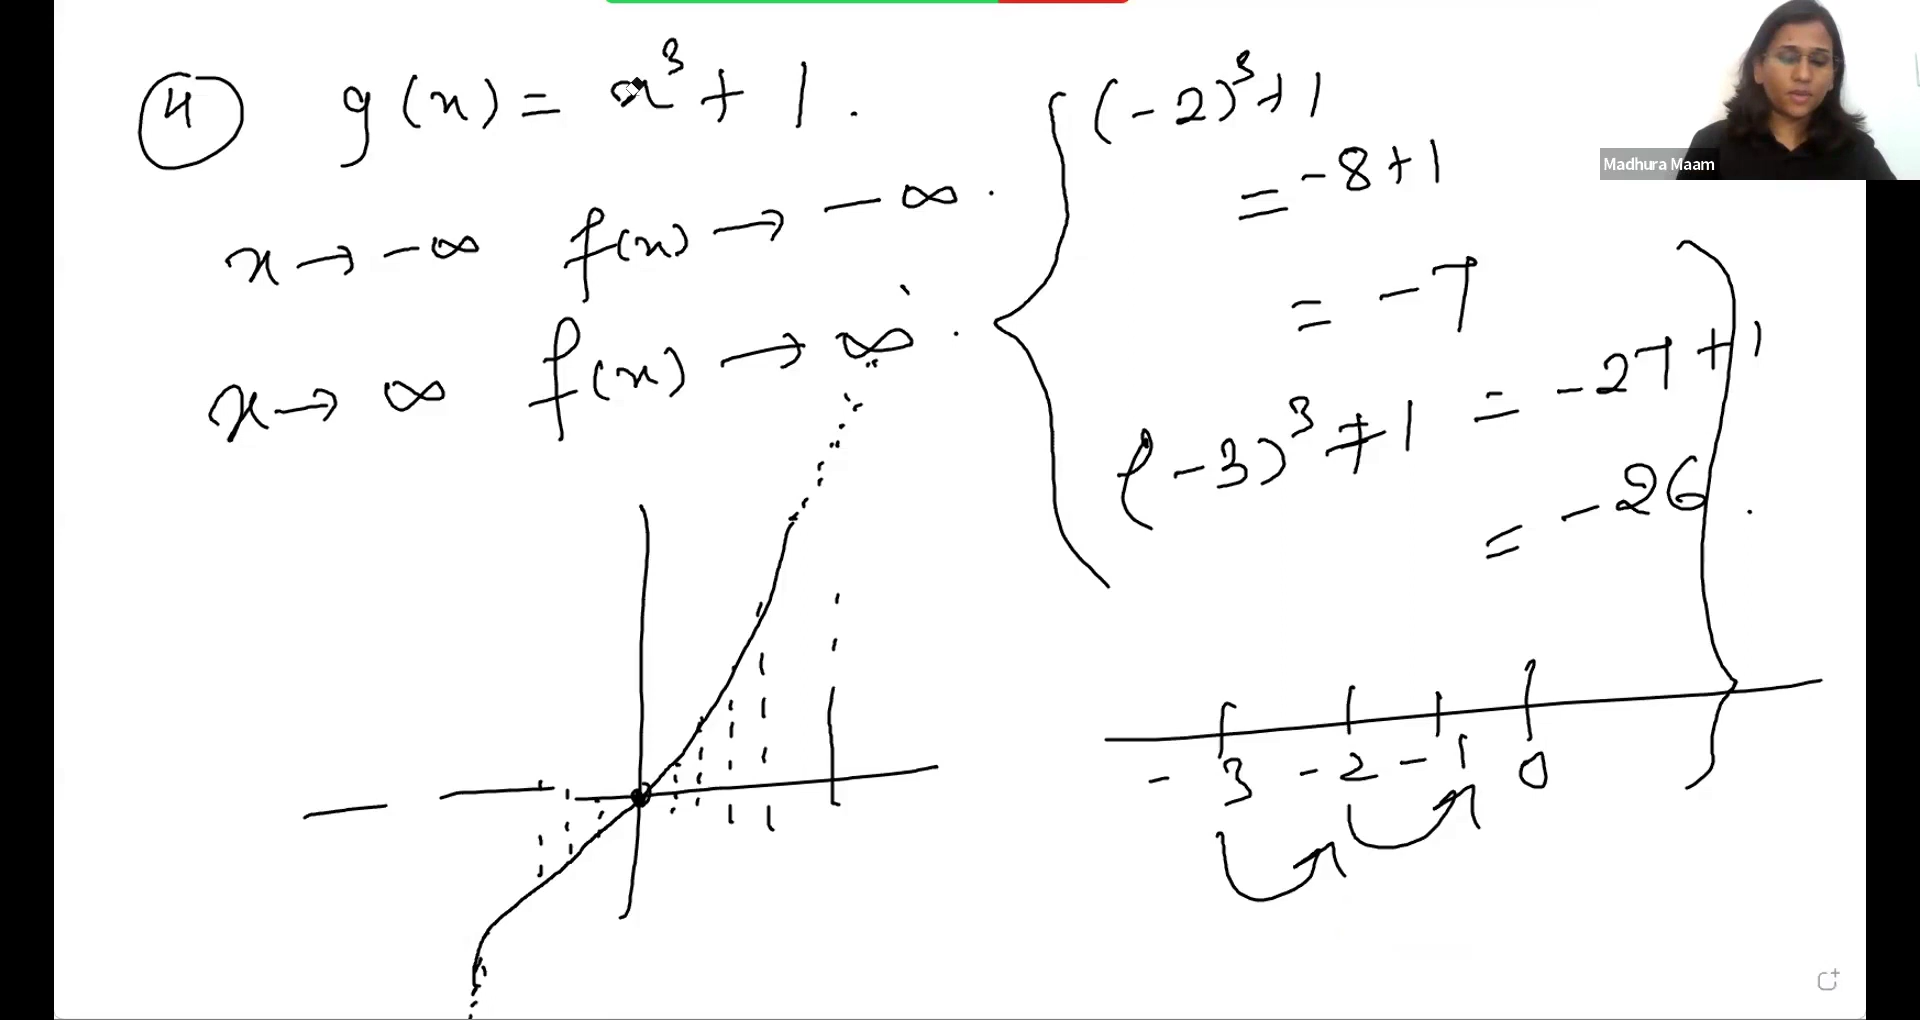 ④ g(x) = x³ + 1.
x → -∞ f(x) → -∞.
x → ∞ f(x) → ∞.
(-2)³+1
= -8+1
= -7
(-3)³+1 = -27+1
= -26.
-3 -2 -1 0
Madhura Maam